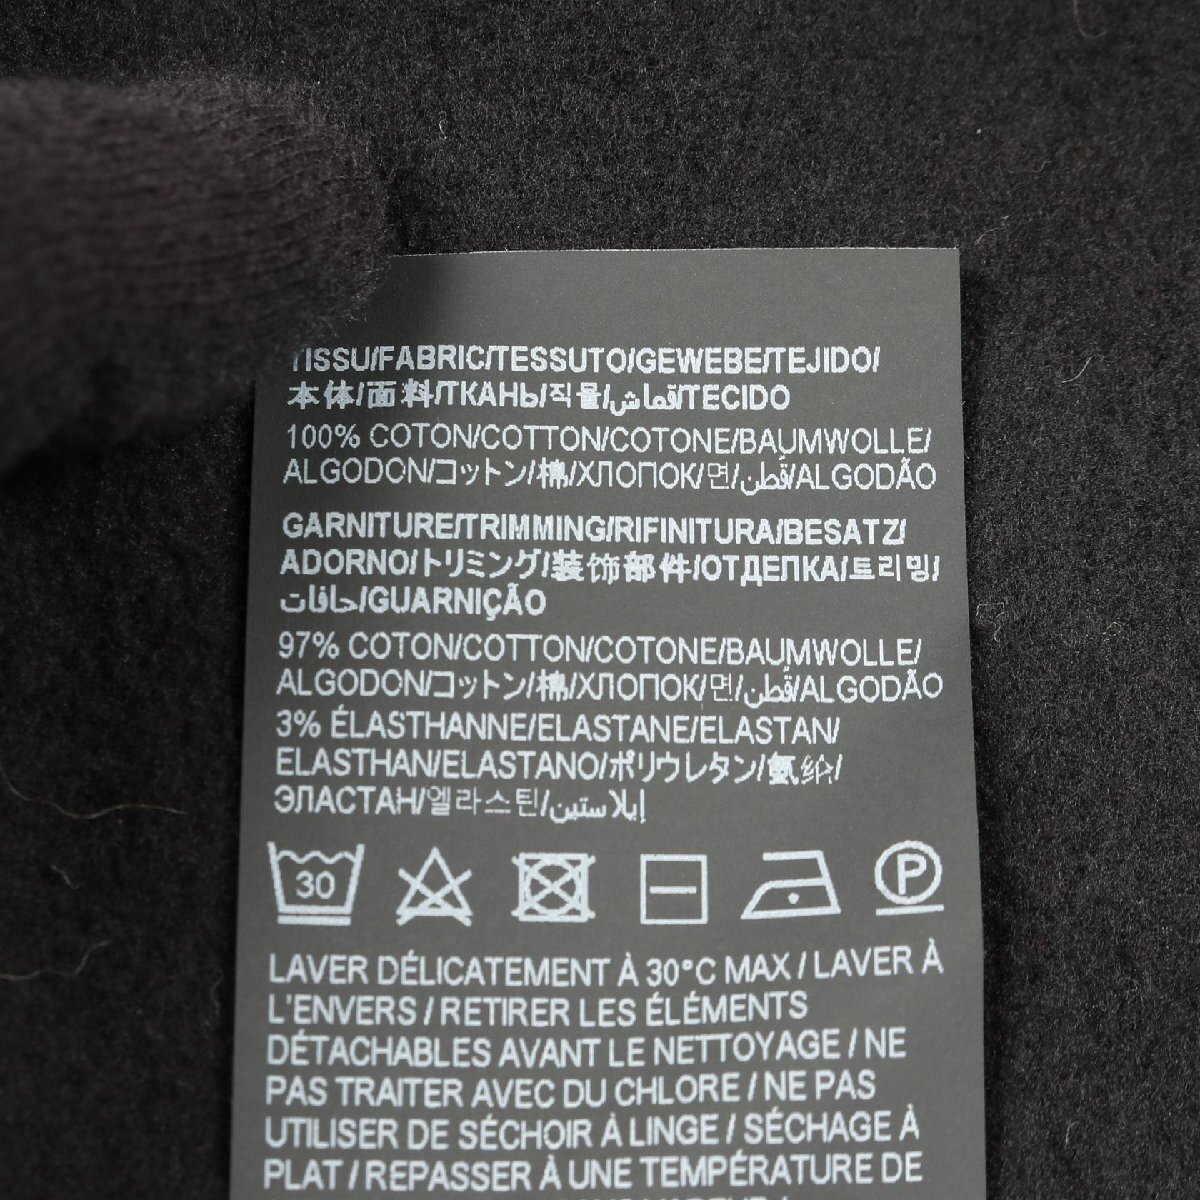 TISSU/FABRIC/TESSUTO/GEWEBE/TEJIDO/
本体/面料/ТКАНЬ/직물/قماش/TECIDO
100% COTON/COTTON/COTONE/BAUMWOLLE/
ALGODON/コットン/棉/ХЛОПОК/면/قُطن/ALGODÃO
GARNITURE/TRIMMING/RIFINITURA/BESATZ/
ADORNO/トリミング/装饰部件/ОТДЕПКА/트리밍/
حافات/GUARNIÇÃO
97% COTON/COTTON/COTONE/BAUMWOLLE/
ALGODON/コットン/棉/ХЛОПОК/면/قُطن/ALGODÃO
3% ÉLASTHANNE/ELASTANE/ELASTAN/
ELASTHAN/ELASTANO/ポリウレタン/氨纶/
ЭЛАСТАН/엘라스틴/إيلاستين
30 P
LAVER DÉLICATEMENT À 30°C MAX / LAVER À
L'ENVERS / RETIRER LES ÉLÉMENTS
DÉTACHABLES AVANT LE NETTOYAGE / NE
PAS TRAITER AVEC DU CHLORE / NE PAS
UTILISER DE SÉCHOIR À LINGE / SÉCHAGE À
PLAT / REPASSER À UNE TEMPÉRATURE DE